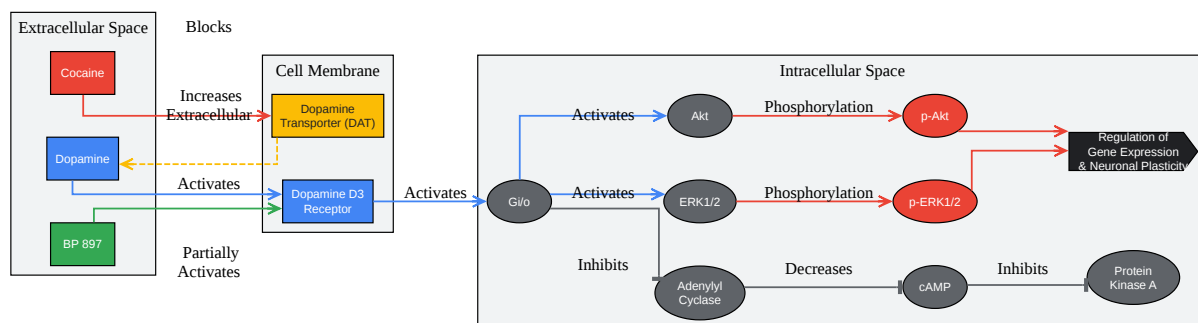 Extracellular Space
Blocks
Cocaine
Cell Membrane
Intracellular Space
Increases
Extracellular
Dopamine
Transporter (DAT)
Activates
Akt
Phosphorylation
p-Akt
Regulation of
Gene Expression
& Neuronal Plasticity
Dopamine
Activates
Dopamine D3
Receptor
Activates
Gi/o
Activates
ERK1/2
Phosphorylation
p-ERK1/2
BP 897
Partially
Activates
Inhibits
Adenylyl
Cyclase
Decreases
cAMP
Inhibits
Protein
Kinase A